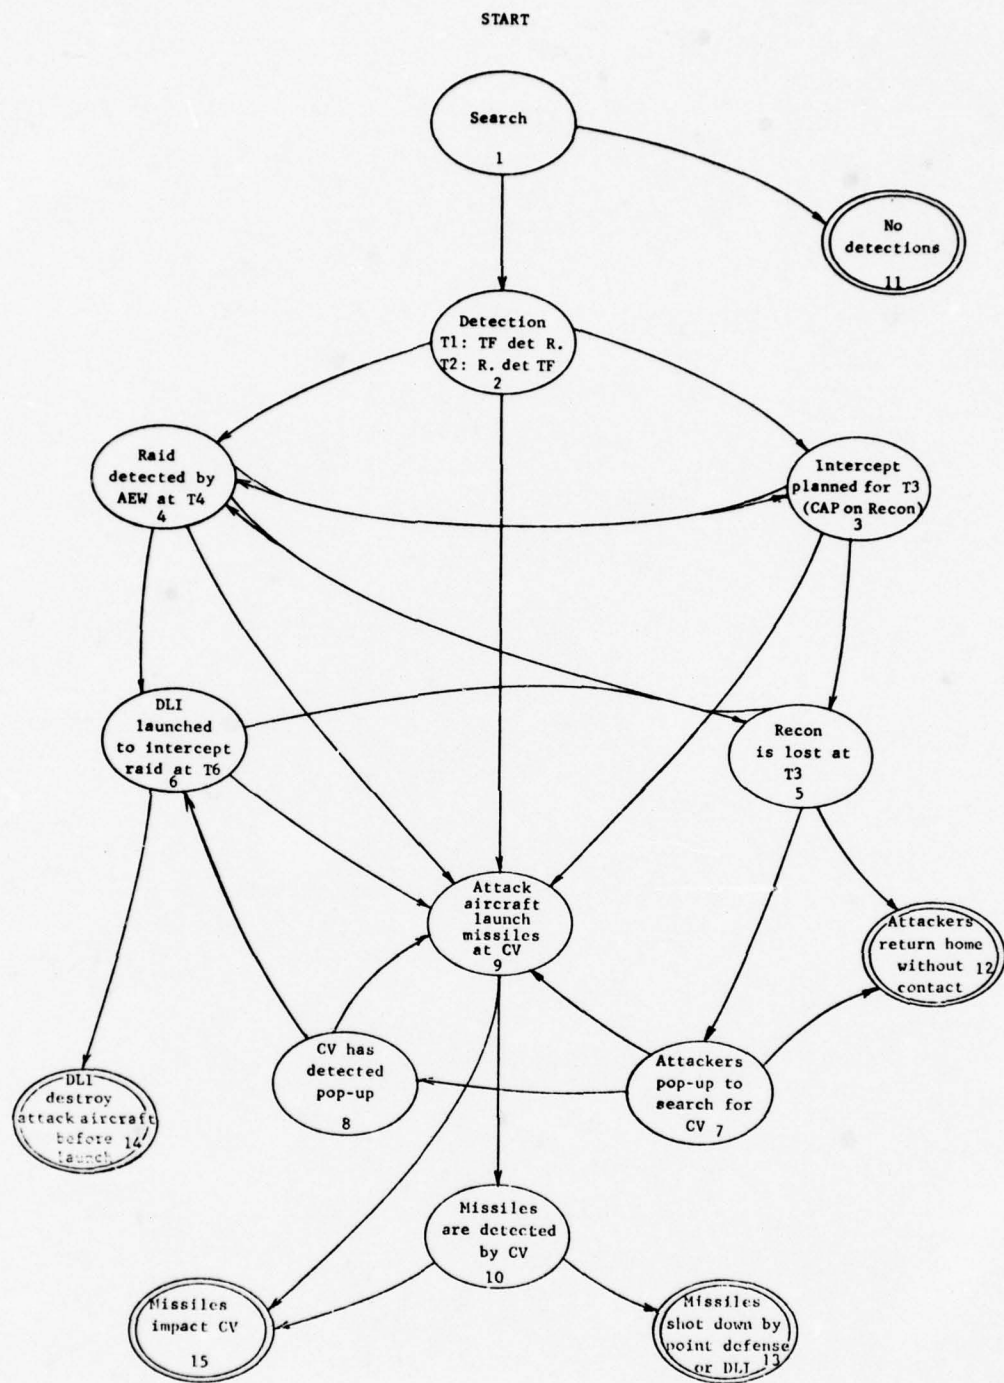 START
Search
1
No
detections
11
Detection
T1: TF det R.
T2: R. det TF
2
Raid
detected by
AEW at T4
4
Intercept
planned for T3
(CAP on Recon)
3
DLI
launched
to intercept
raid at T6
6
Recon
is lost at
T3
5
Attack
aircraft
launch
missiles
at CV
9
Attackers
return home
without 12
contact
CV has
detected
pop-up
8
Attackers
pop-up to
search for
CV 7
DLI
destroy
attack aircraft
before 14
launch
Missiles
are detected
by CV
10
Missiles
impact CV
15
Missiles
shot down by
point defense
or DLI 13